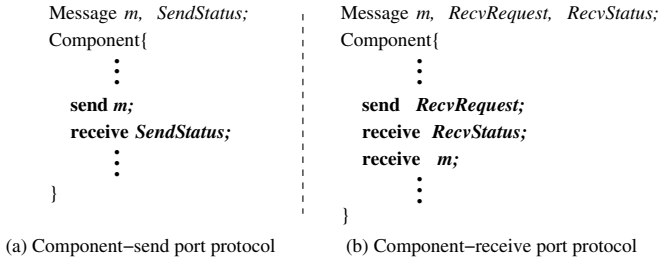 Message m, SendStatus;
Component{
send m;
receive SendStatus;
}
(a) Component−send port protocol
Message m, RecvRequest, RecvStatus;
Component{
send RecvRequest;
receive RecvStatus;
receive m;
}
(b) Component−receive port protocol